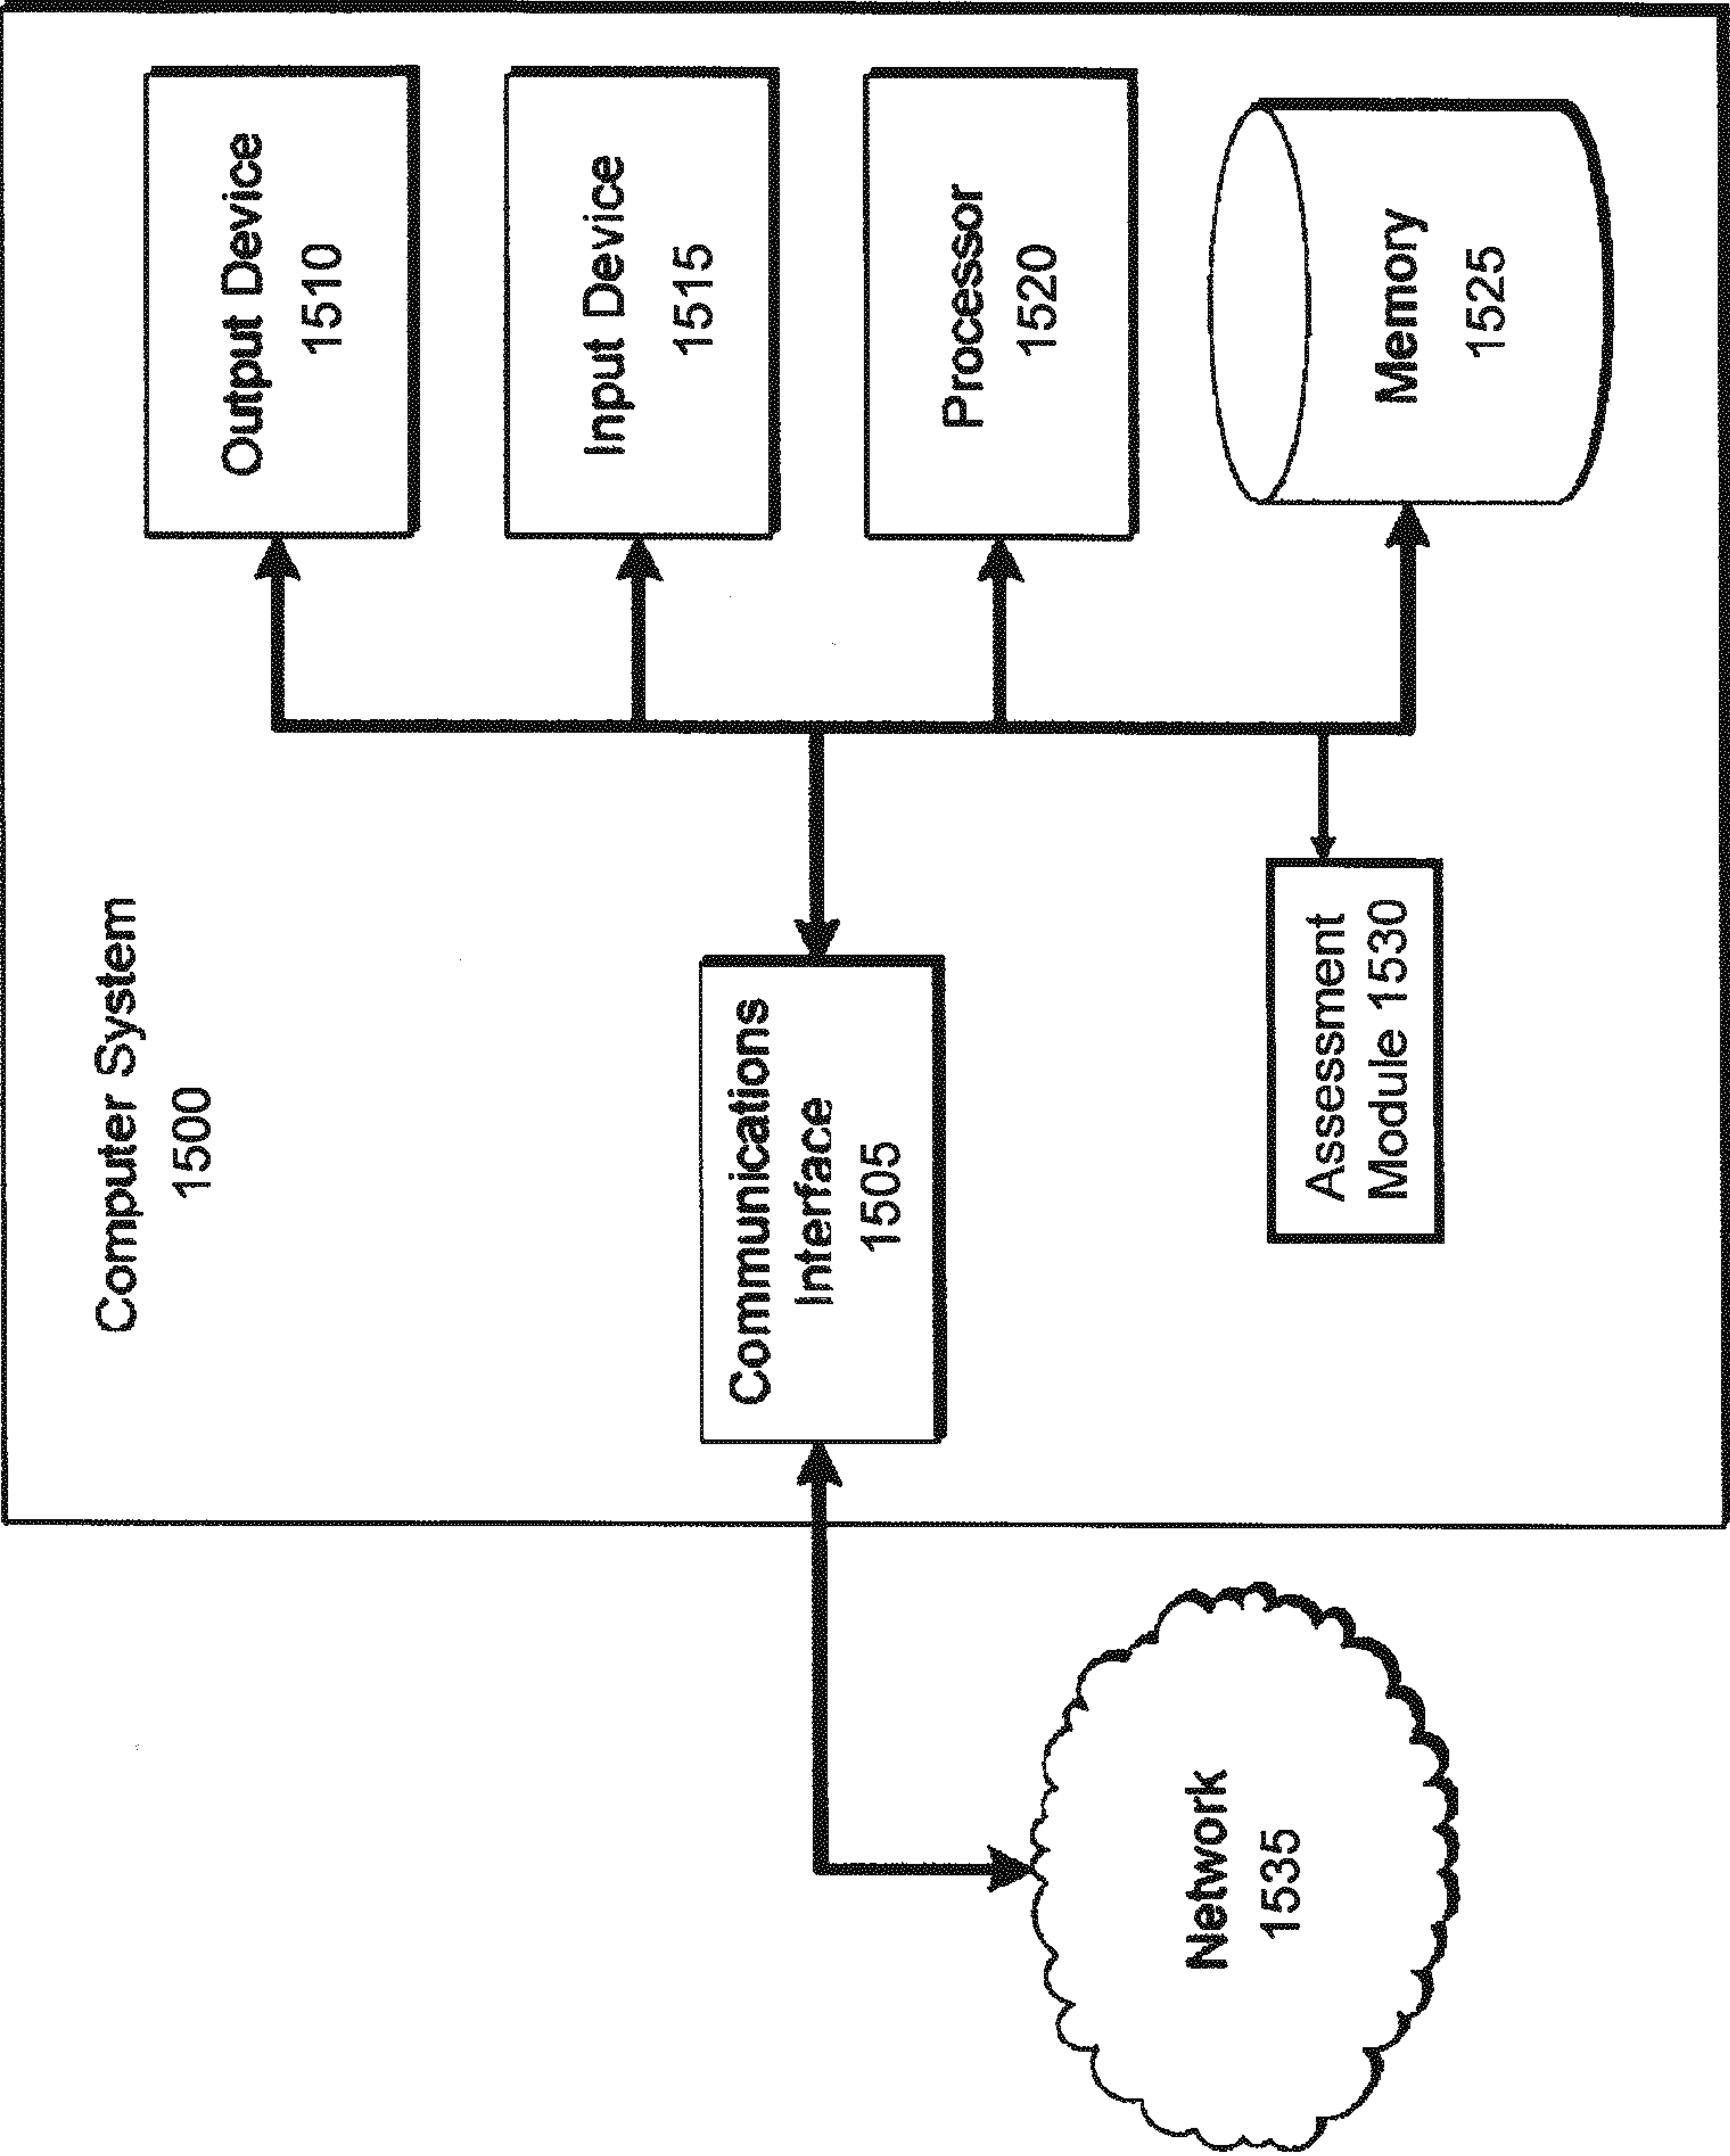 Computer System
1500
Output Device
1510
Input Device
1515
Processor
1520
Memory
1525
Communications
Interface
1505
Assessment
Module 1530
Network
1535